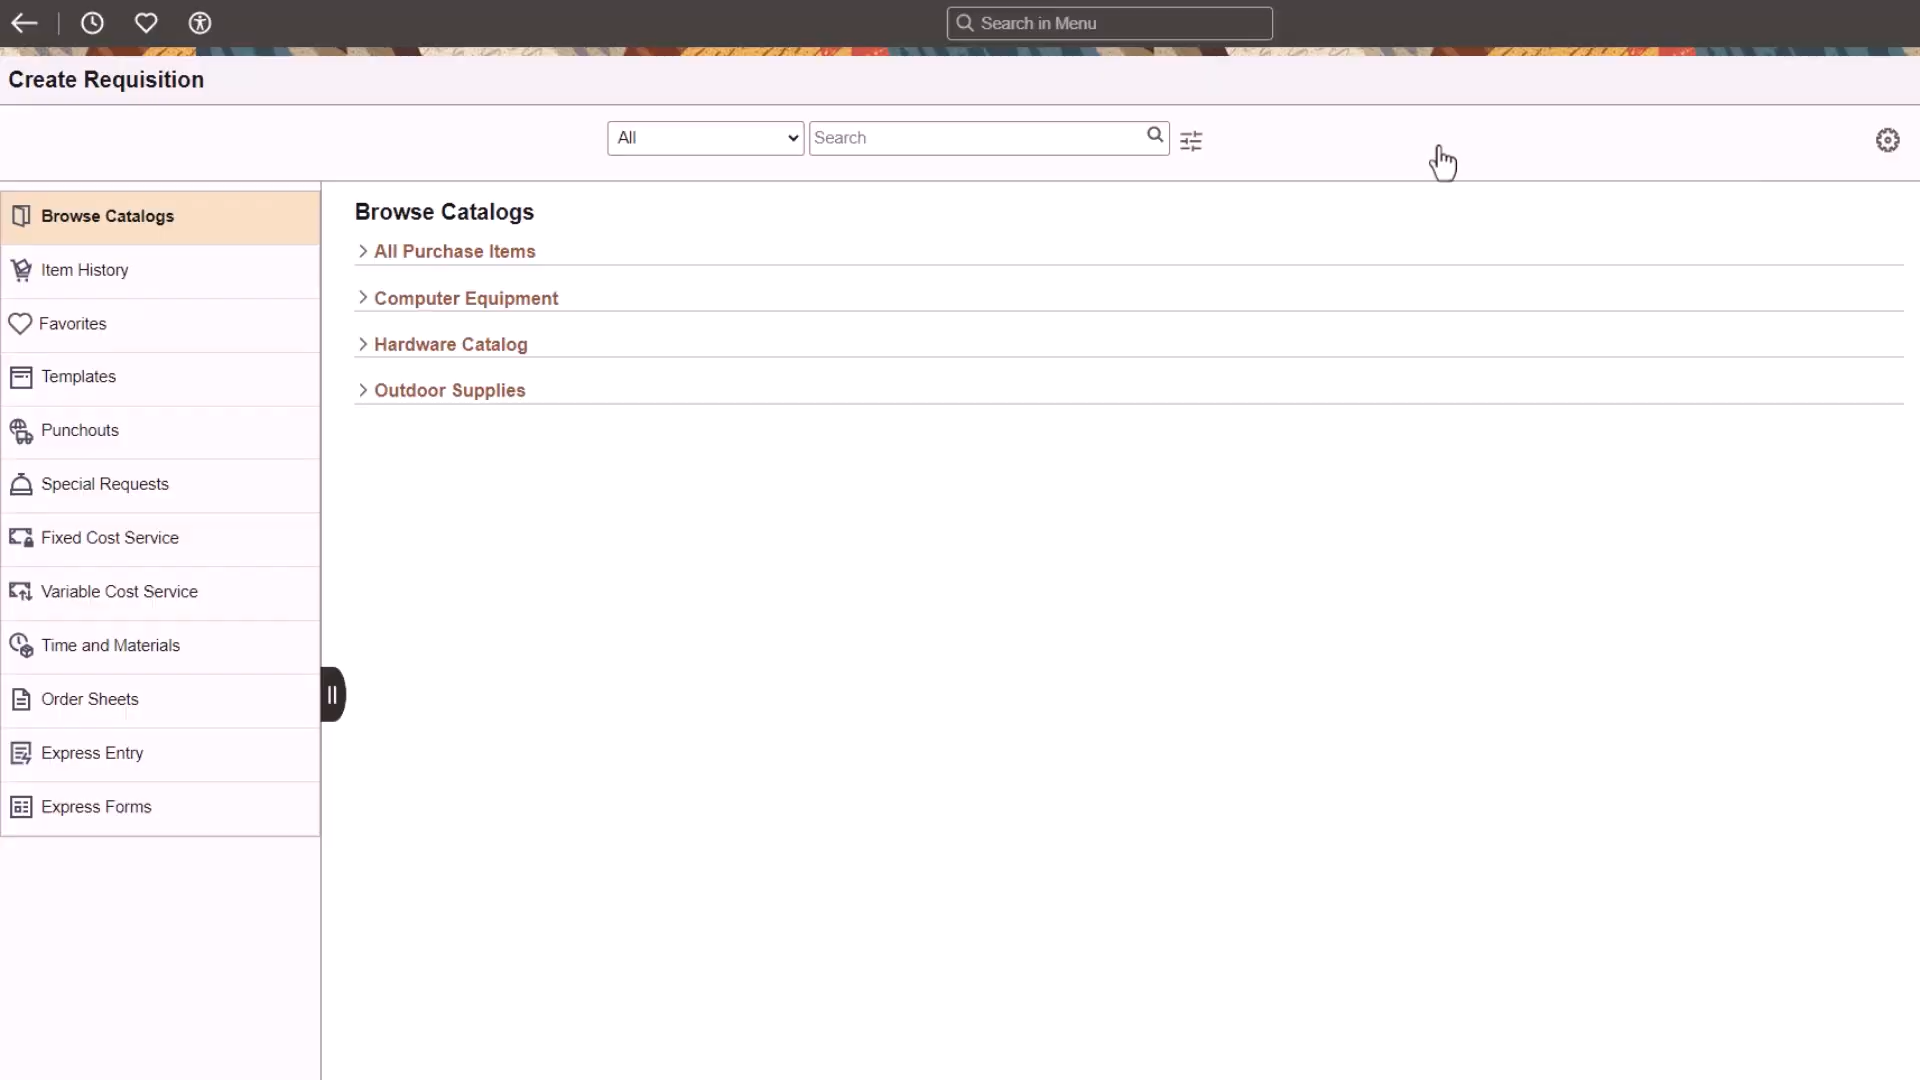 Search in Menu
Create Requisition
All
Search
Browse Catalogs
Item History
Favorites
Templates
Punchouts
Special Requests
Fixed Cost Service
Variable Cost Service
Time and Materials
Order Sheets
Express Entry
Express Forms
Browse Catalogs
All Purchase Items
Computer Equipment
Hardware Catalog
Outdoor Supplies